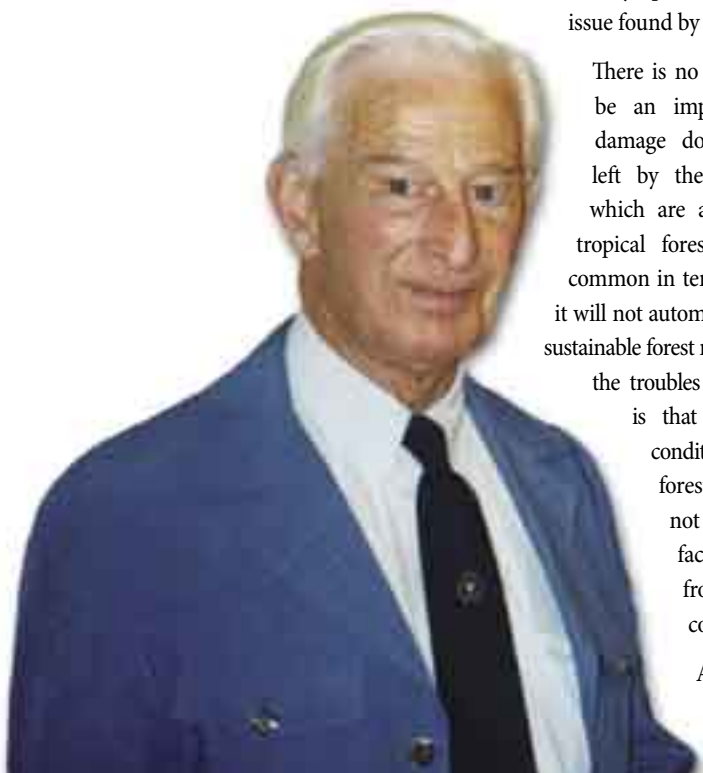 issue found by
There is no
be an imp
damage do
left by the
which are a
tropical fores
common in ter
it will not autom
sustainable forest
the troubles
is that
condit
fores
not
fac
fro
co
A